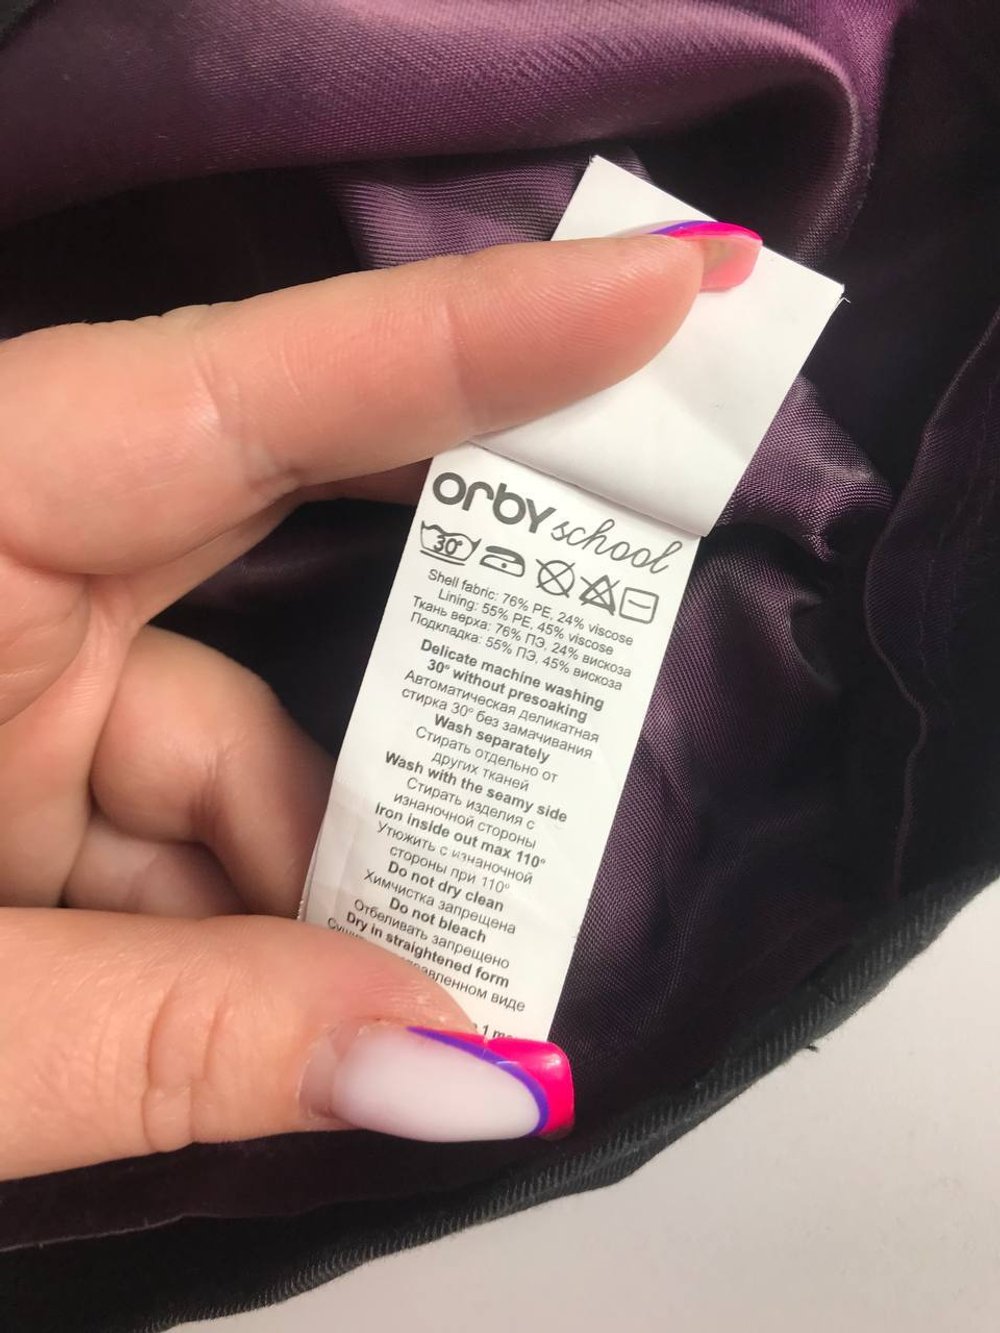 orby school
30°
Shell fabric: 76% PE, 24% viscose
Lining: 55% PE, 45% viscose
Ткань верха: 76% ПЭ, 24% вискоза
Подкладка: 55% ПЭ, 45% вискоза
Delicate machine washing
30° without presoaking
Автоматическая деликатная
стирка 30° без замачивания
Wash separately
Стирать отдельно от
других тканей
Wash with the seamy side
Стирать изделия с
изнаночной стороны
Iron inside out max 110°
Утюжить с изнаночной
стороны при 110°
Do not dry clean
Химчистка запрещена
Do not bleach
Отбеливать запрещено
Dry in straightened form
виде
1